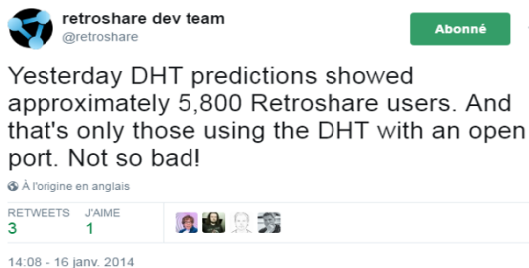 retroshare dev team
@retroshare
Abonné
Yesterday DHT predictions showed
approximately 5,800 Retroshare users. And
that's only those using the DHT with an open
port. Not so bad!
À l'origine en anglais
RETWEETS J'AIME
3 1
14:08 - 16 janv. 2014